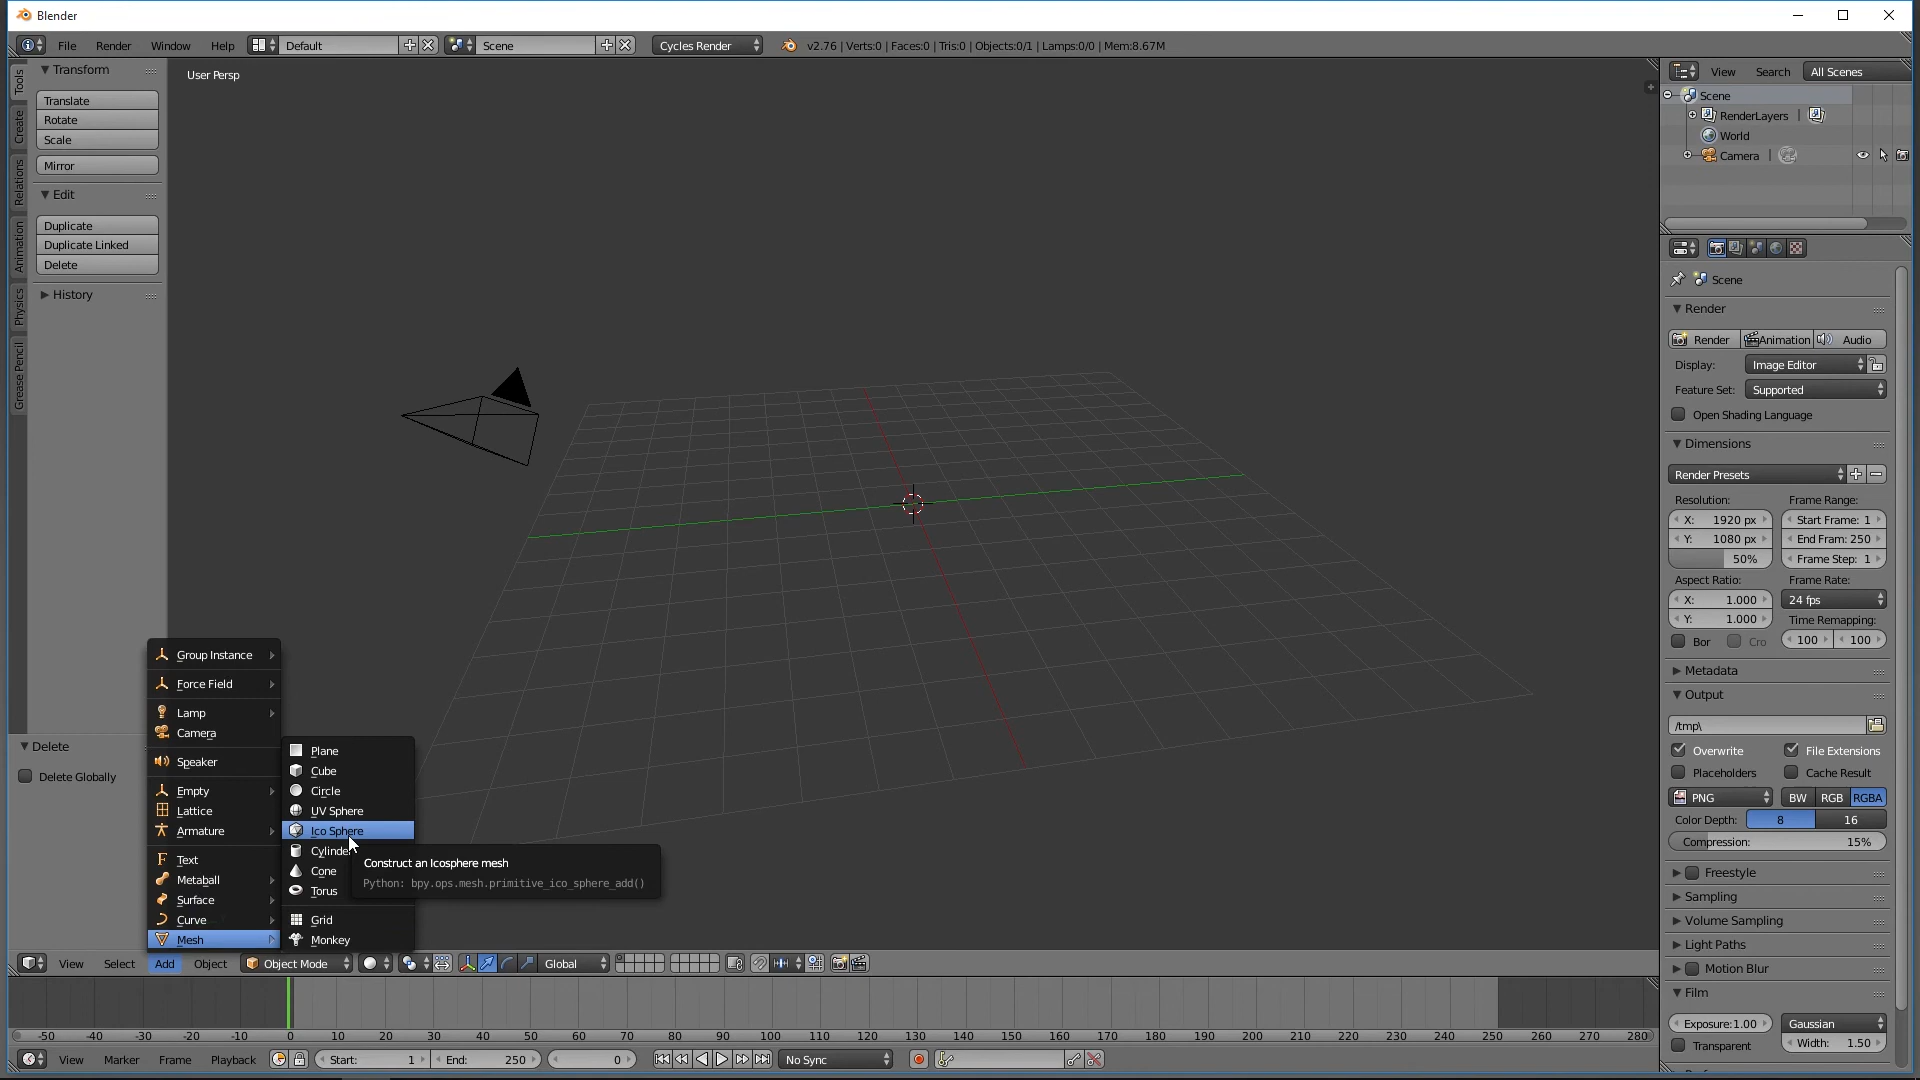 Blender
File Render Window Help Default Scene Cycles Render v2.76 | Verts:0 | Faces:0 | Tris:0 | Objects:0/1 | Lamps:0/0 | Mem:8.67M
Tools
Create
Relations
Animation
Physics
Grease Pencil
Transform
Translate
Rotate
Scale
Mirror
Edit
Duplicate
Duplicate Linked
Delete
History
Delete
Delete Globally
User Persp
Group Instance
Force Field
Lamp
Camera
Speaker
Empty
Lattice
Armature
Text
Metaball
Surface
Curve
Mesh
Plane
Cube
Circle
UV Sphere
Ico Sphere
Cylinde
Cone
Torus
Grid
Monkey
Construct an Icosphere mesh
Python: bpy.ops.mesh.primitive_ico_sphere_add()
View Select Add Object Object Mode Global
-50 -40 -30 -20 -10 0 10 20 30 40 50 60 70 80 90 100 110 120 130 140 150 160 170 180 190 200 210 220 230 240 250 260 270 280
View Marker Frame Playback Start: 1 End: 250 0 No Sync
View Search All Scenes
Scene
RenderLayers |
World
Camera |
Scene
Render
Render Animation Audio
Display: Image Editor
Feature Set: Supported
Open Shading Language
Dimensions
Render Presets
Resolution: Frame Range:
X: 1920 px Start Frame: 1
Y: 1080 px End Fram: 250
50% Frame Step: 1
Aspect Ratio: Frame Rate:
X: 1.000 24 fps
Y: 1.000 Time Remapping:
Bor Cro 100 100
Metadata
Output
/tmp\
Overwrite File Extensions
Placeholders Cache Result
PNG BW RGB RGBA
Color Depth: 8 16
Compression: 15%
Freestyle
Sampling
Volume Sampling
Light Paths
Motion Blur
Film
Exposure:1.00 Gaussian
Transparent Width: 1.50